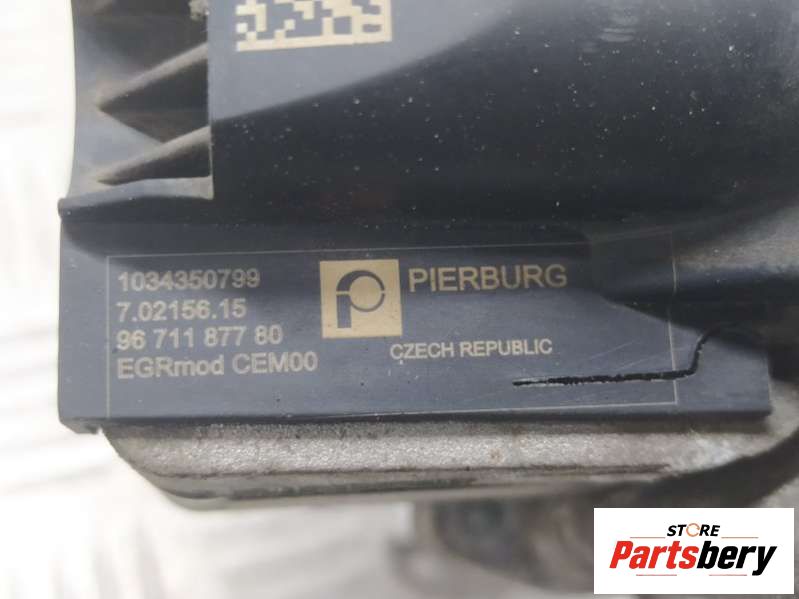 1034350799
7.02156.15
96 711 877 80
EGRmod CEM00
PIERBURG
CZECH REPUBLIC
STORE
Partsbery